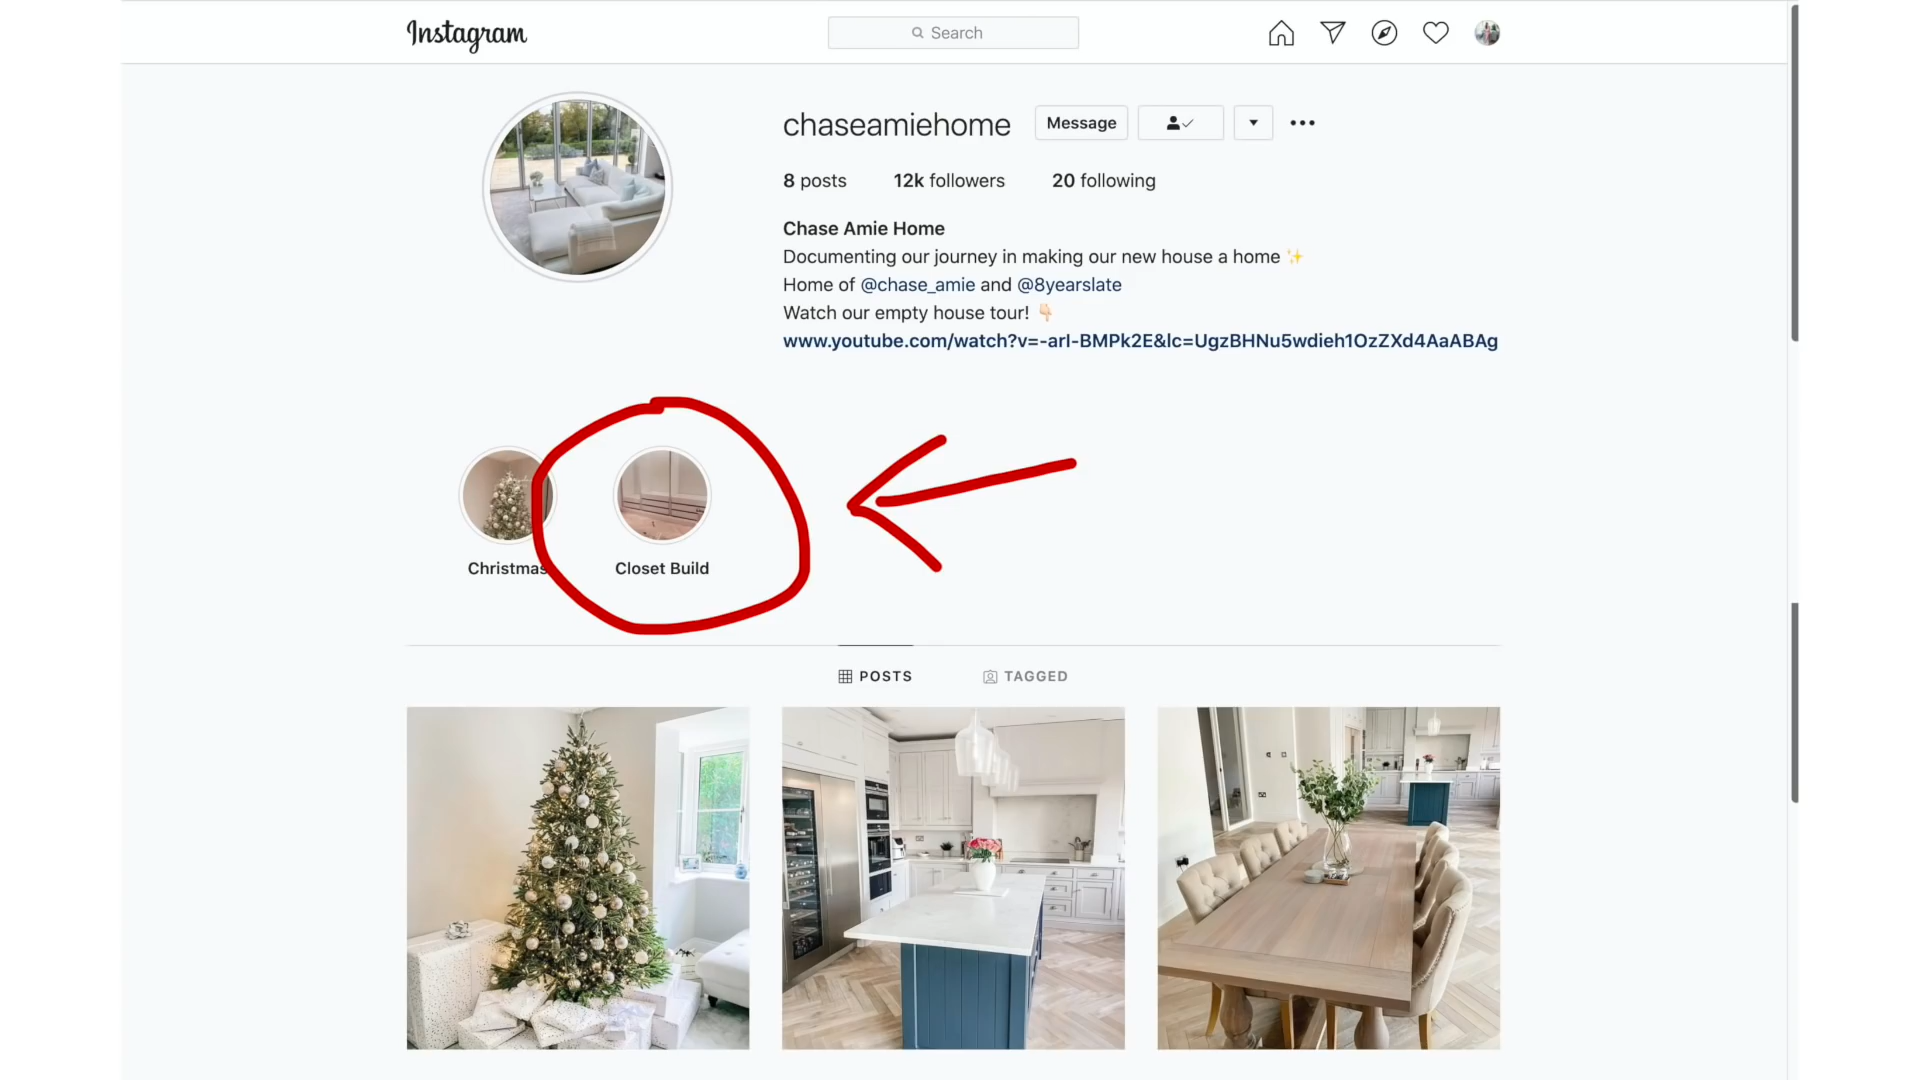 Instagram
Search
chaseamiehome
Message
8 posts 12k followers 20 following
Chase Amie Home
Documenting our journey in making our new house a home ✨
Home of @chase_amie and @8yearslate
Watch our empty house tour! 👇🏻
www.youtube.com/watch?v=-arI-BMPk2E&lc=UgzBHNu5wdieh1OzZXd4AaABAg
Christmas
Closet Build
POSTS
TAGGED